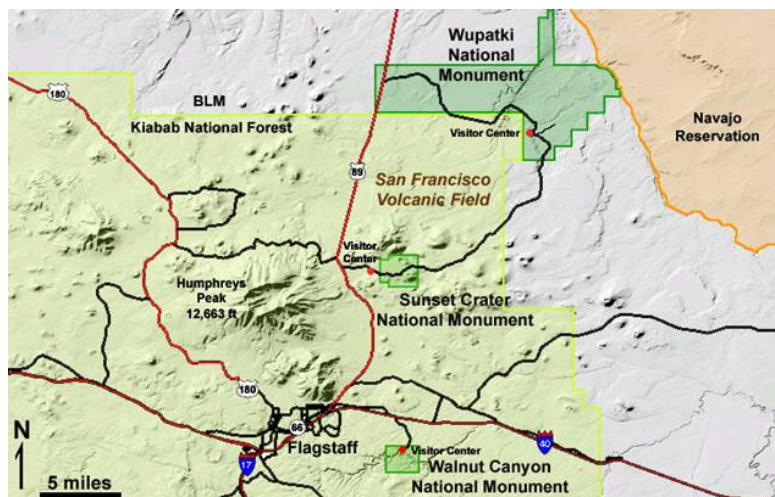 Wupatki
National
Monument
180
BLM
Kiabab National Forest
Visitor Center
Navajo
Reservation
89
San Francisco
Volcanic Field
Visitor
Center
Humphreys
Peak
12,663 ft
Sunset Crater
National Monument
180
66
Flagstaff
40
N
17
Visitor Center
Walnut Canyon
National Monument
5 miles